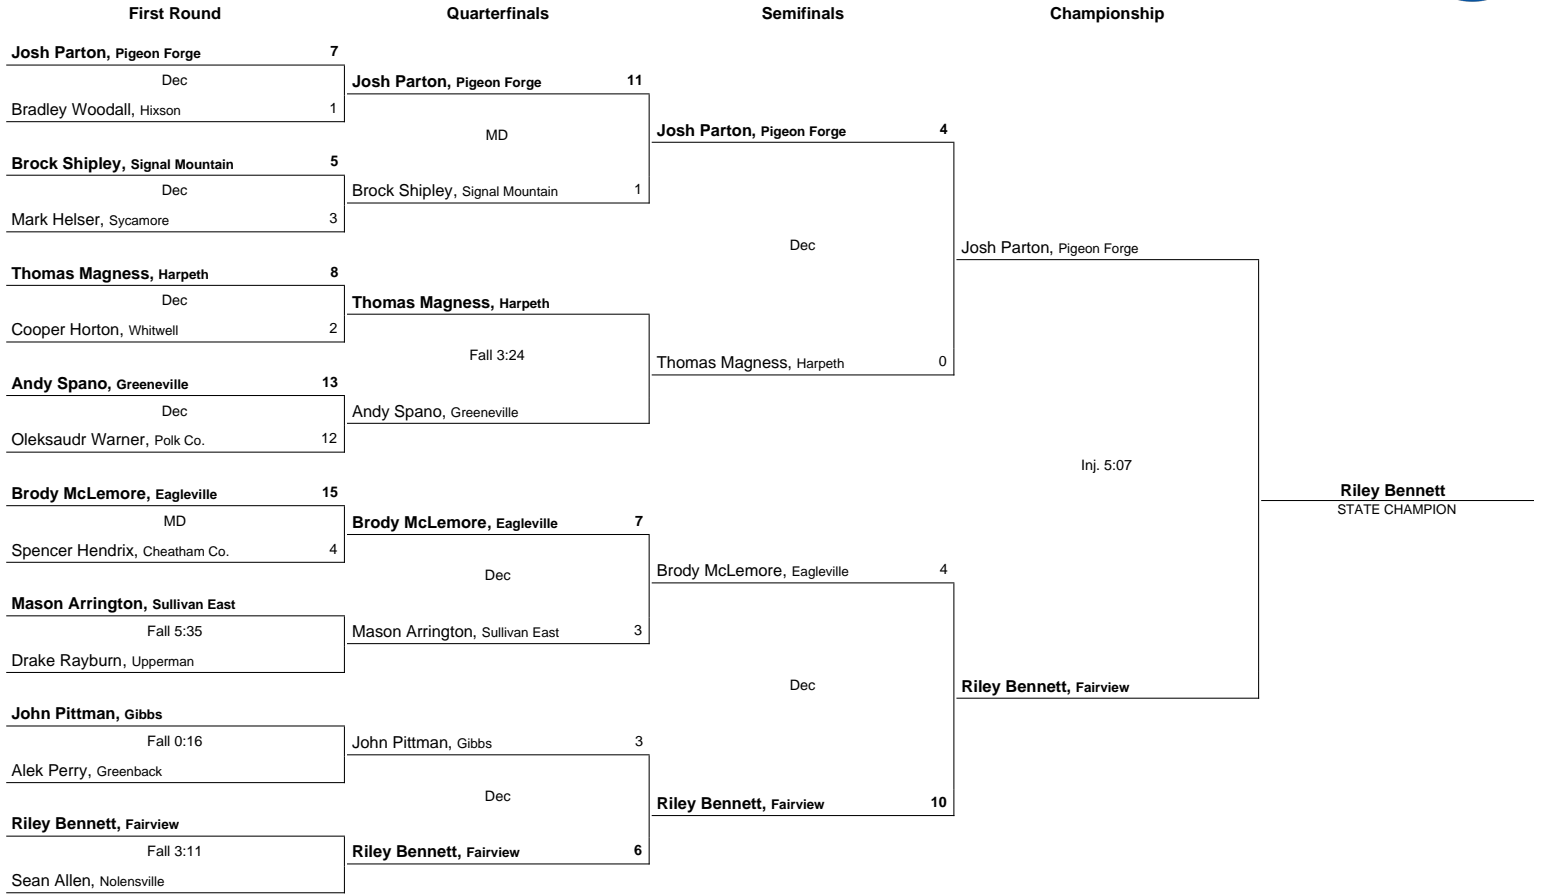 First Round Quarterfinals Semifinals Championship
Josh Parton, Pigeon Forge 7
Dec
Bradley Woodall, Hixson 1
Brock Shipley, Signal Mountain 5
Dec
Mark Helser, Sycamore 3
Thomas Magness, Harpeth 8
Dec
Cooper Horton, Whitwell 2
Andy Spano, Greeneville 13
Dec
Oleksaudr Warner, Polk Co. 12
Brody McLemore, Eagleville 15
MD
Spencer Hendrix, Cheatham Co. 4
Mason Arrington, Sullivan East
Fall 5:35
Drake Rayburn, Upperman
John Pittman, Gibbs
Fall 0:16
Alek Perry, Greenback
Riley Bennett, Fairview
Fall 3:11
Sean Allen, Nolensville
Josh Parton, Pigeon Forge 11
MD
Brock Shipley, Signal Mountain 1
Thomas Magness, Harpeth
Fall 3:24
Andy Spano, Greeneville
Brody McLemore, Eagleville 7
Dec
Mason Arrington, Sullivan East 3
John Pittman, Gibbs 3
Dec
Riley Bennett, Fairview 6
Josh Parton, Pigeon Forge 4
Dec
Thomas Magness, Harpeth 0
Brody McLemore, Eagleville 4
Dec
Riley Bennett, Fairview 10
Josh Parton, Pigeon Forge
Inj. 5:07
Riley Bennett, Fairview
Riley Bennett
STATE CHAMPION